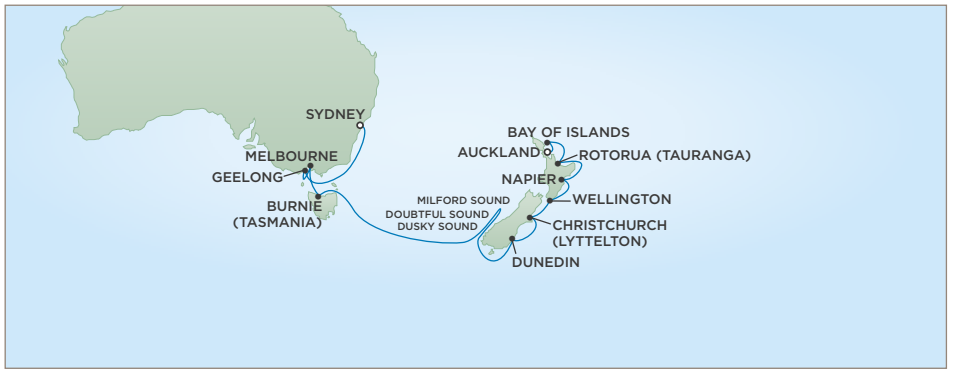 SYDNEY
BAY OF ISLANDS
AUCKLAND
ROTORUA (TAURANGA)
MELBOURNE
GEELONG
NAPIER
BURNIE
(TASMANIA)
MILFORD SOUND
DOUBTFUL SOUND
DUSKY SOUND
WELLINGTON
CHRISTCHURCH
(LYTTELTON)
DUNEDIN